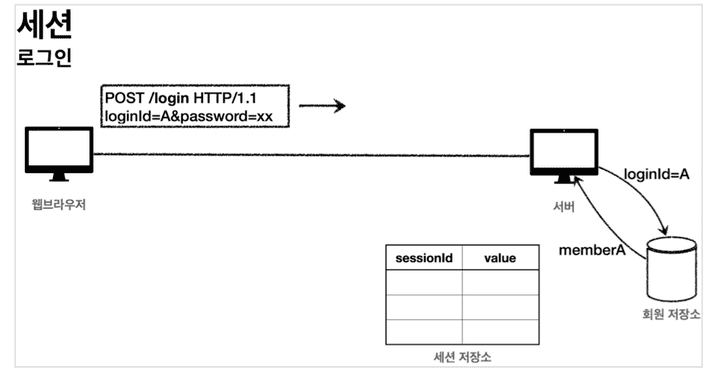 세션
로그인
POST /login HTTP/1.1
loginId=A&password=xx
웹브라우저
서버
loginId=A
memberA
회원 저장소
sessionId value
세션 저장소